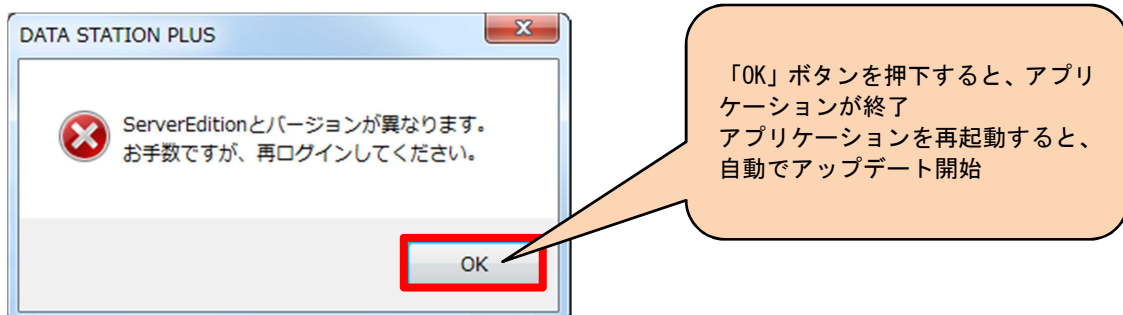 DATA STATION PLUS
ServerEditionとバージョンが異なります。
お手数ですが、再ログインしてください。
OK
「OK」ボタンを押下すると、アプリ
ケーションが終了
アプリケーションを再起動すると、
自動でアップデート開始